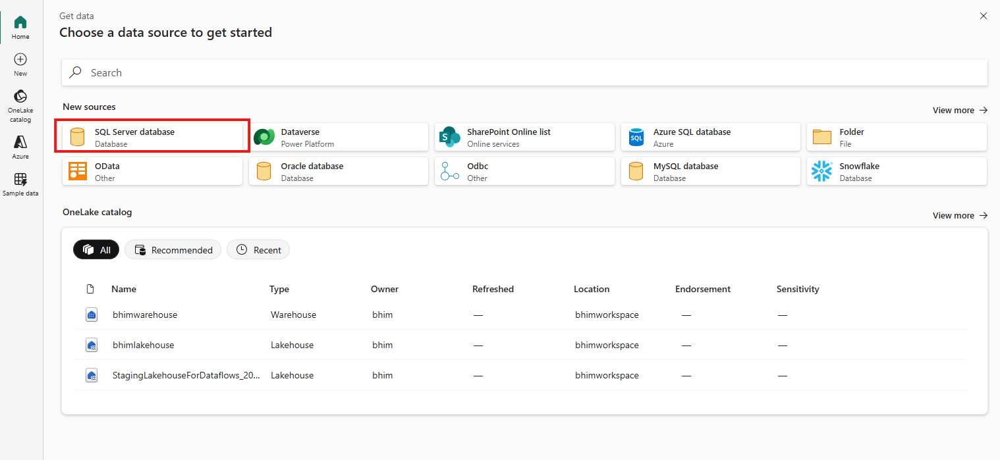 Get data
Choose a data source to get started
Home
New
OneLake
catalog
Azure
Sample data
Search
New sources
View more
SQL Server database
Database
Dataverse
Power Platform
SharePoint Online list
Online services
Azure SQL database
Azure
Folder
File
OData
Other
Oracle database
Database
Odbc
Other
MySQL database
Database
Snowflake
Database
OneLake catalog
View more
All
Recommended
Recent
Name Type Owner Refreshed Location Endorsement Sensitivity
bhimwarehouse Warehouse bhim — bhimworkspace — —
bhimlakehouse Lakehouse bhim — bhimworkspace — —
StagingLakehouseForDataflows_20... Lakehouse bhim — bhimworkspace — —
S
SQL